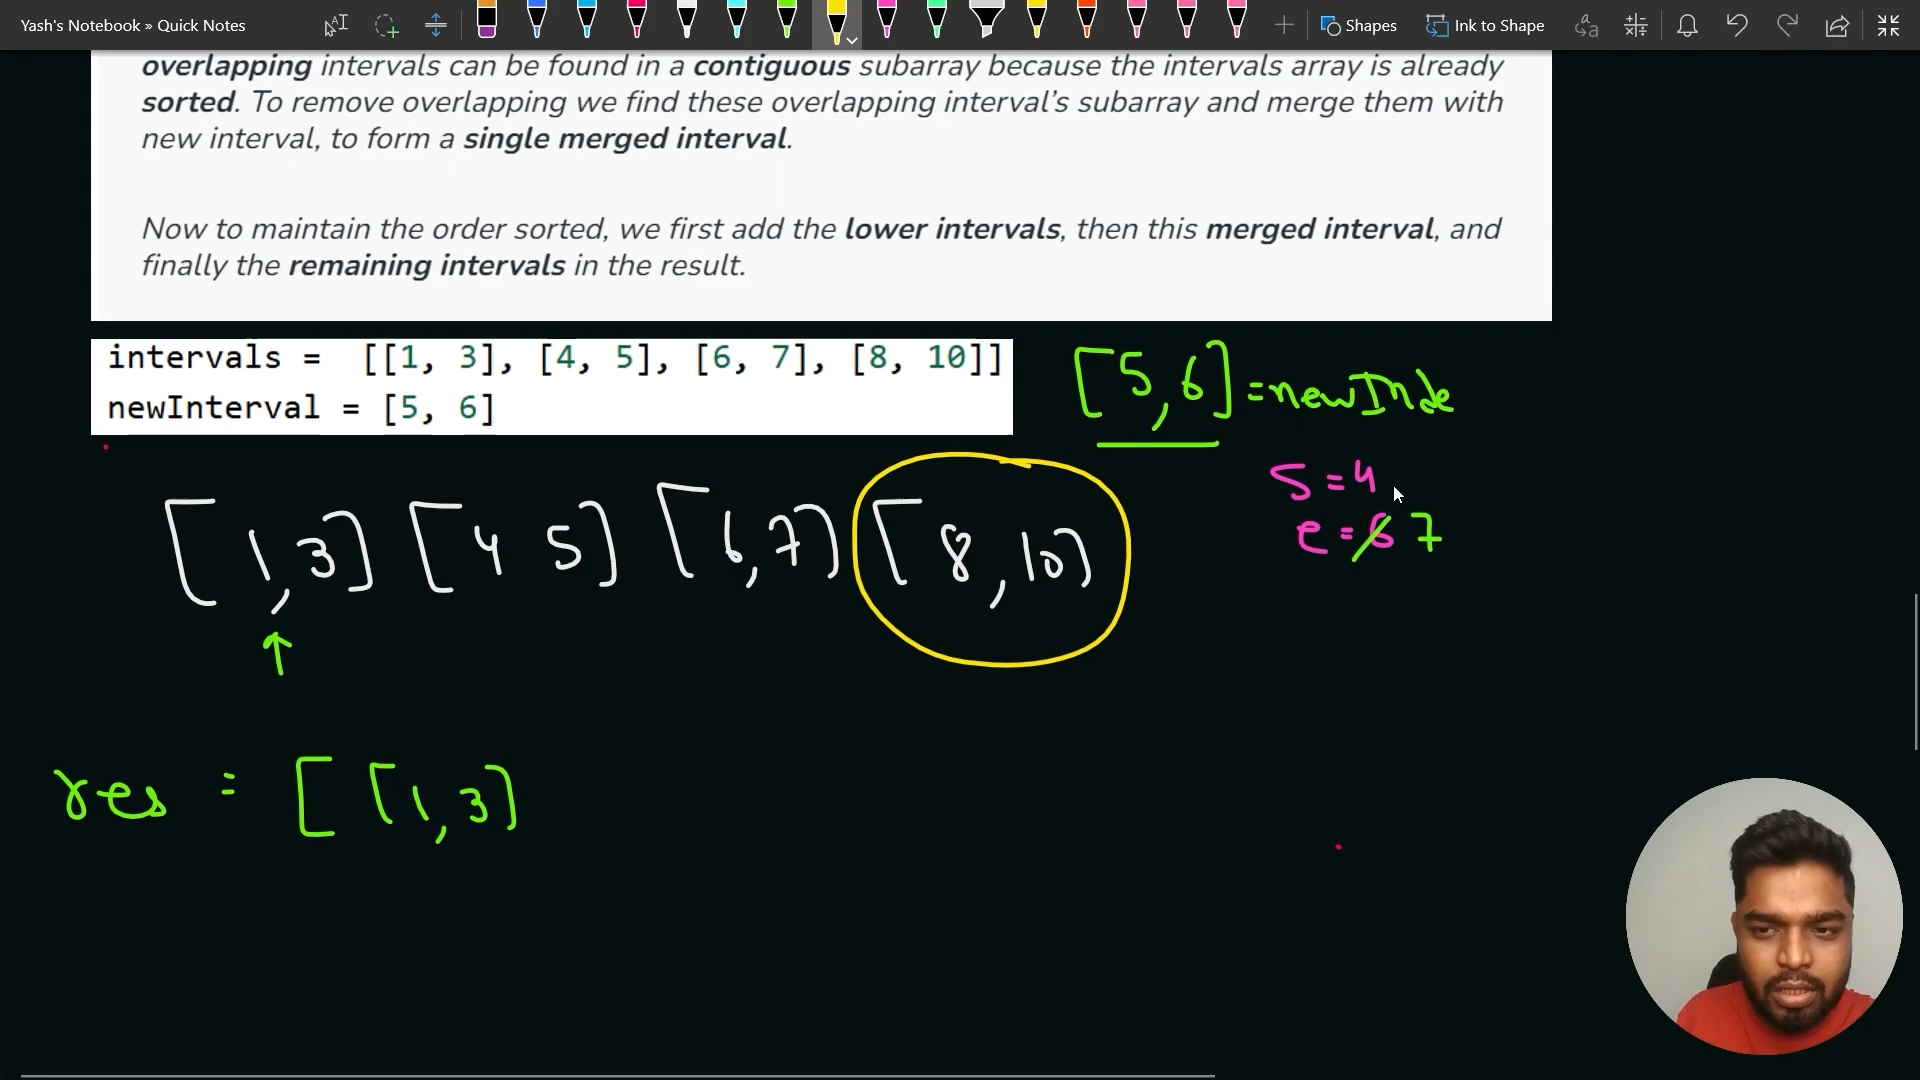 Yash's Notebook » Quick Notes
Shapes
Ink to Shape
overlapping intervals can be found in a contiguous subarray because the intervals array is already
sorted. To remove overlapping we find these overlapping interval's subarray and merge them with
new interval, to form a single merged interval.
Now to maintain the order sorted, we first add the lower intervals, then this merged interval, and
finally the remaining intervals in the result.
intervals = [[1, 3], [4, 5], [6, 7], [8, 10]]
newInterval = [5, 6]
[5,6] = newInte
S = 4
e = 6 7
[1,3] [4 5] [6,7] [8,10]
res = [ [1,3]